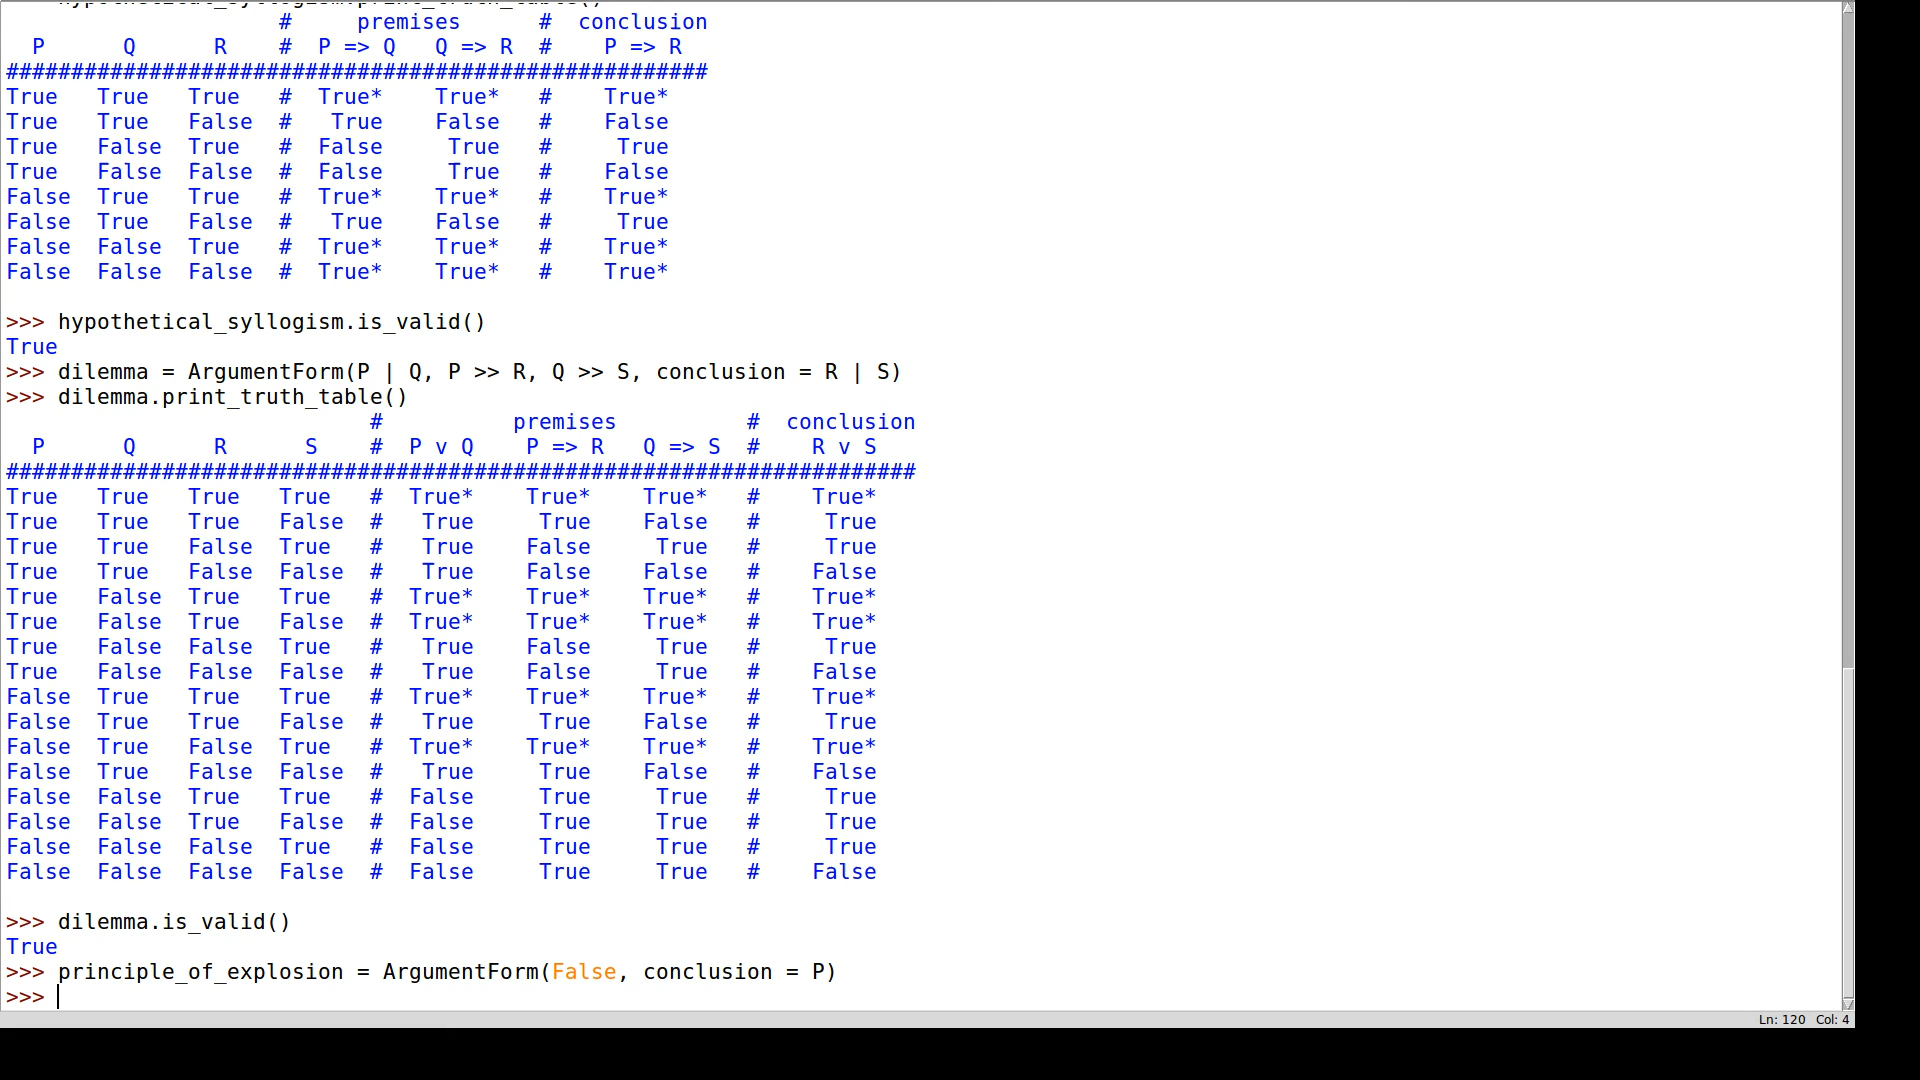 hypothetical_syllogism.print_truth_table()
                     #     premises      #  conclusion
  P      Q      R    #  P => Q   Q => R  #    P => R
######################################################
True   True   True   #  True*    True*   #    True*
True   True   False  #   True    False   #    False
True   False  True   #  False     True   #     True
True   False  False  #  False     True   #    False
False  True   True   #  True*    True*   #    True*
False  True   False  #   True    False   #     True
False  False  True   #  True*    True*   #    True*
False  False  False  #  True*    True*   #    True*
>>> hypothetical_syllogism.is_valid()
True
>>> dilemma = ArgumentForm(P | Q, P >> R, Q >> S, conclusion = R | S)
>>> dilemma.print_truth_table()
                            #          premises          #  conclusion
  P      Q      R      S    #  P v Q    P => R   Q => S  #    R v S
######################################################################
True   True   True   True   #  True*    True*    True*   #    True*
True   True   True   False  #   True     True    False   #     True
True   True   False  True   #   True    False     True   #     True
True   True   False  False  #   True    False    False   #    False
True   False  True   True   #  True*    True*    True*   #    True*
True   False  True   False  #  True*    True*    True*   #    True*
True   False  False  True   #   True    False     True   #     True
True   False  False  False  #   True    False     True   #    False
False  True   True   True   #  True*    True*    True*   #    True*
False  True   True   False  #   True     True    False   #     True
False  True   False  True   #  True*    True*    True*   #    True*
False  True   False  False  #   True     True    False   #    False
False  False  True   True   #  False     True     True   #     True
False  False  True   False  #  False     True     True   #     True
False  False  False  True   #  False     True     True   #     True
False  False  False  False  #  False     True     True   #    False
>>> dilemma.is_valid()
True
>>> principle_of_explosion = ArgumentForm(False, conclusion = P)
>>>
Ln: 120 Col: 4